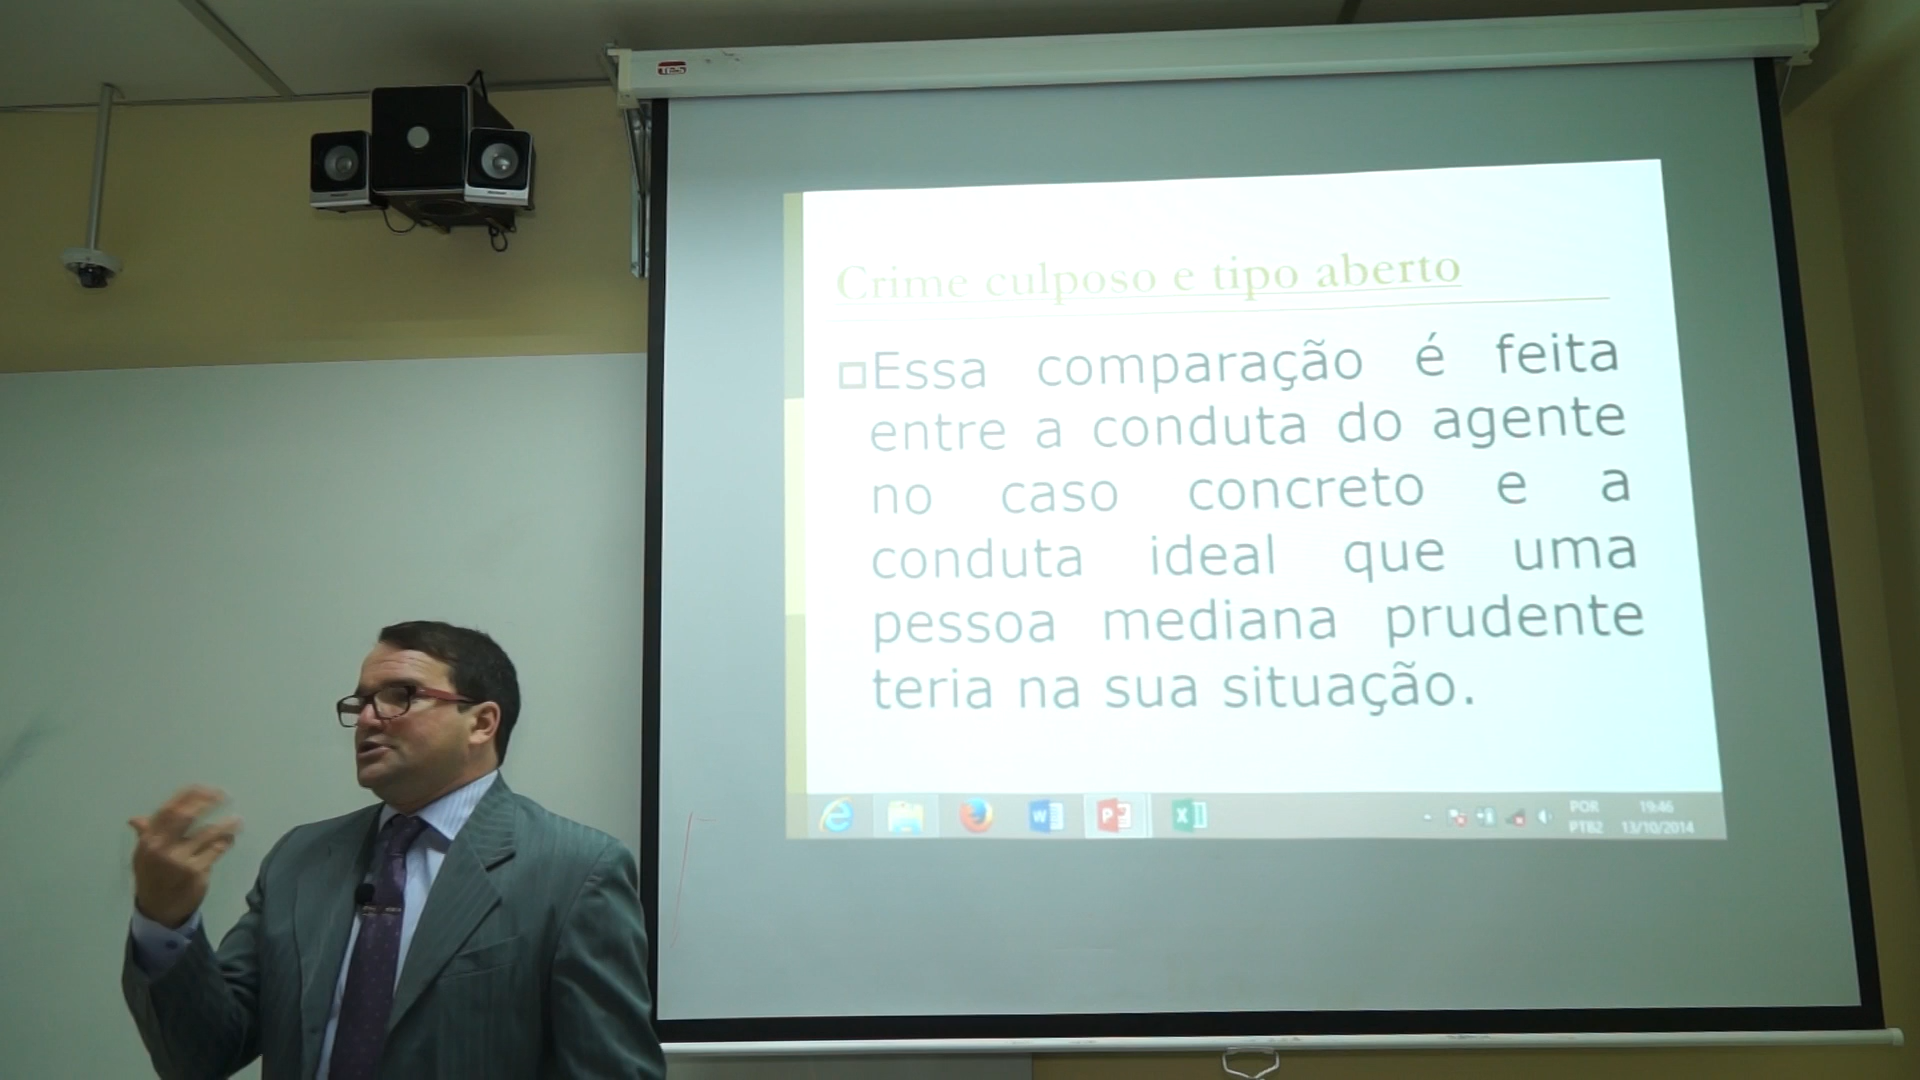 TES
Crime culposo e tipo aberto
Essa comparação é feita
entre a conduta do agente
no caso concreto e a
conduta ideal que uma
pessoa mediana prudente
teria na sua situação.
POR
PTB2
19:46
13/10/2014